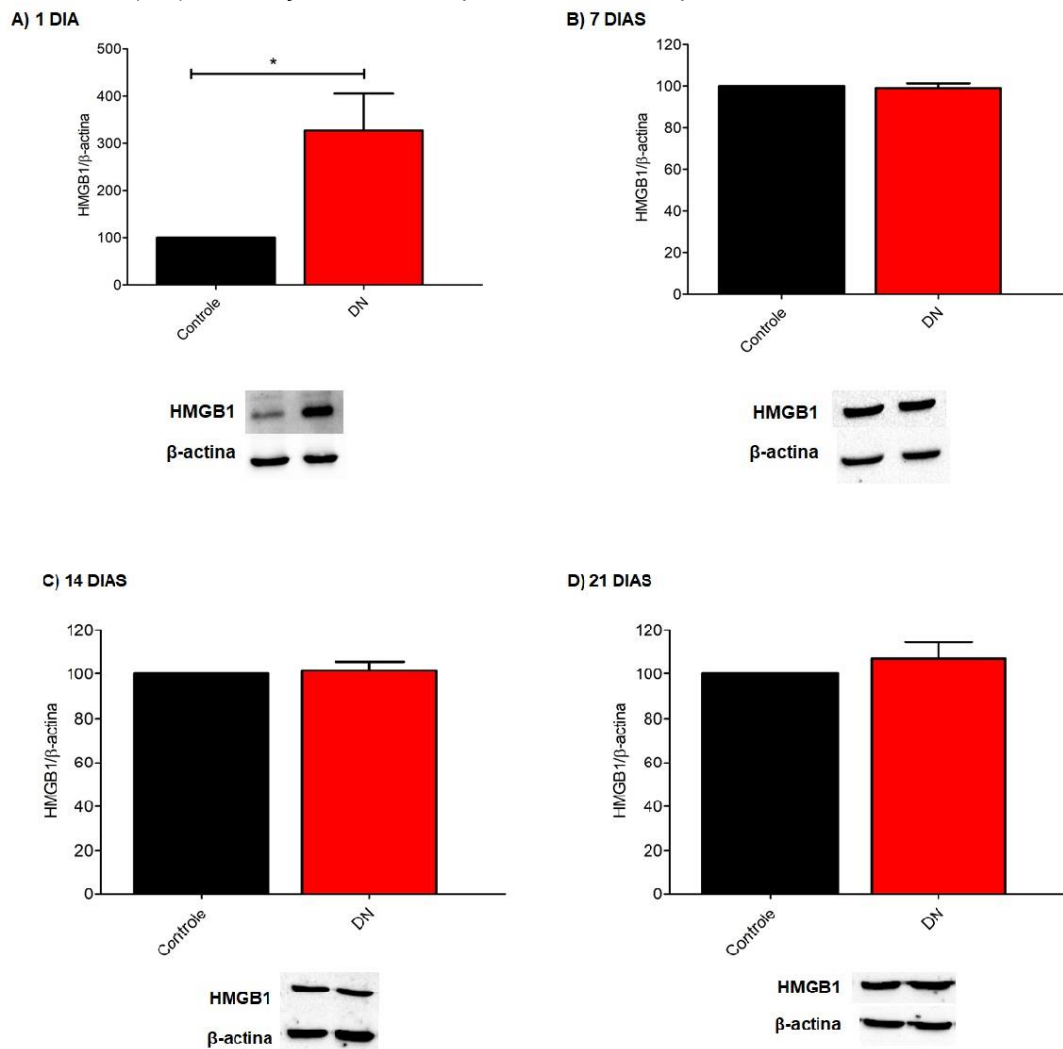 A) 1 DIA
HMGB1/β-actina
500
400
300
200
100
0
*
Controle
DN
HMGB1
β-actina
B) 7 DIAS
HMGB1/β-actina
120
100
80
60
40
20
0
Controle
DN
HMGB1
β-actina
C) 14 DIAS
HMGB1/β-actina
120
100
80
60
40
20
0
Controle
DN
HMGB1
β-actina
D) 21 DIAS
HMGB1/β-actina
120
100
80
60
40
20
0
Controle
DN
HMGB1
β-actina